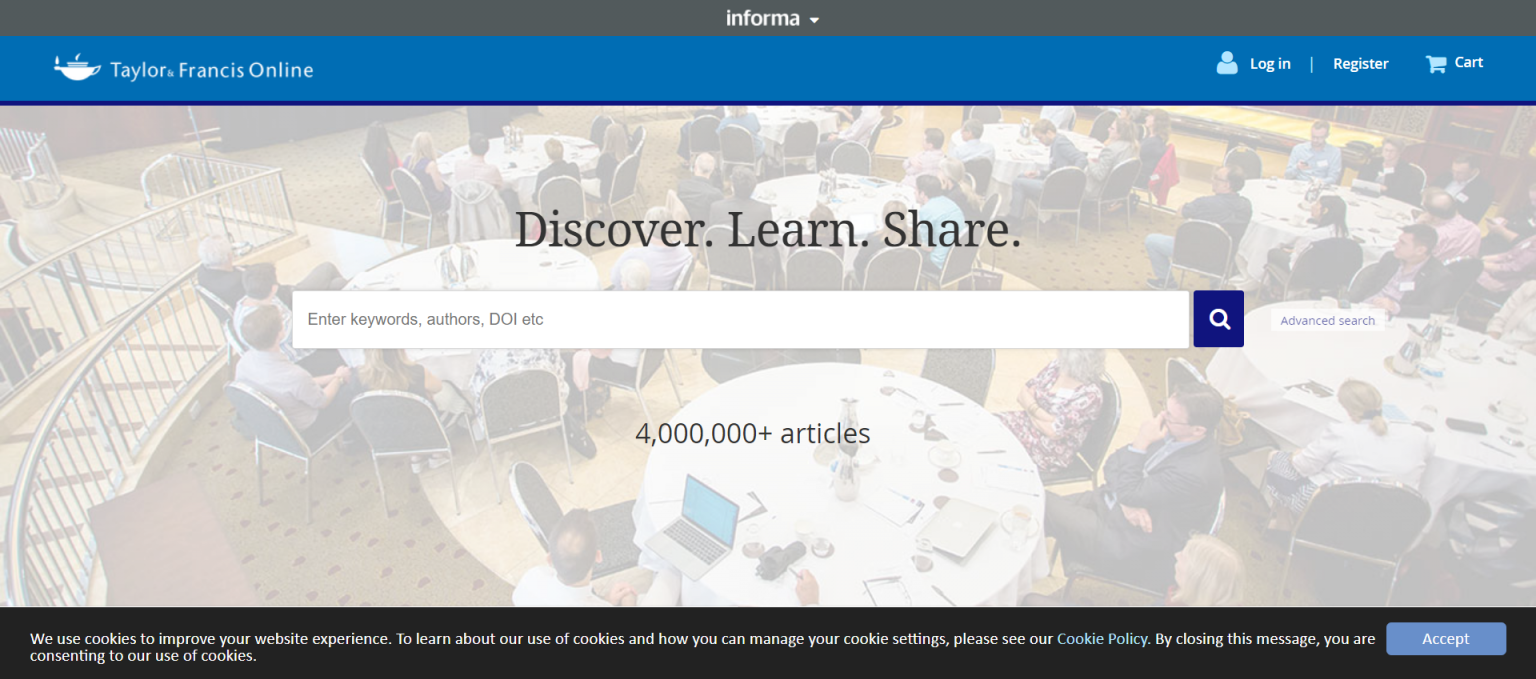 informa
Taylor & Francis Online
Log in | Register
Cart
Discover. Learn. Share.
Enter keywords, authors, DOI etc
Advanced search
4,000,000+ articles
We use cookies to improve your website experience. To learn about our use of cookies and how you can manage your cookie settings, please see our Cookie Policy. By closing this message, you are
consenting to our use of cookies.
Accept